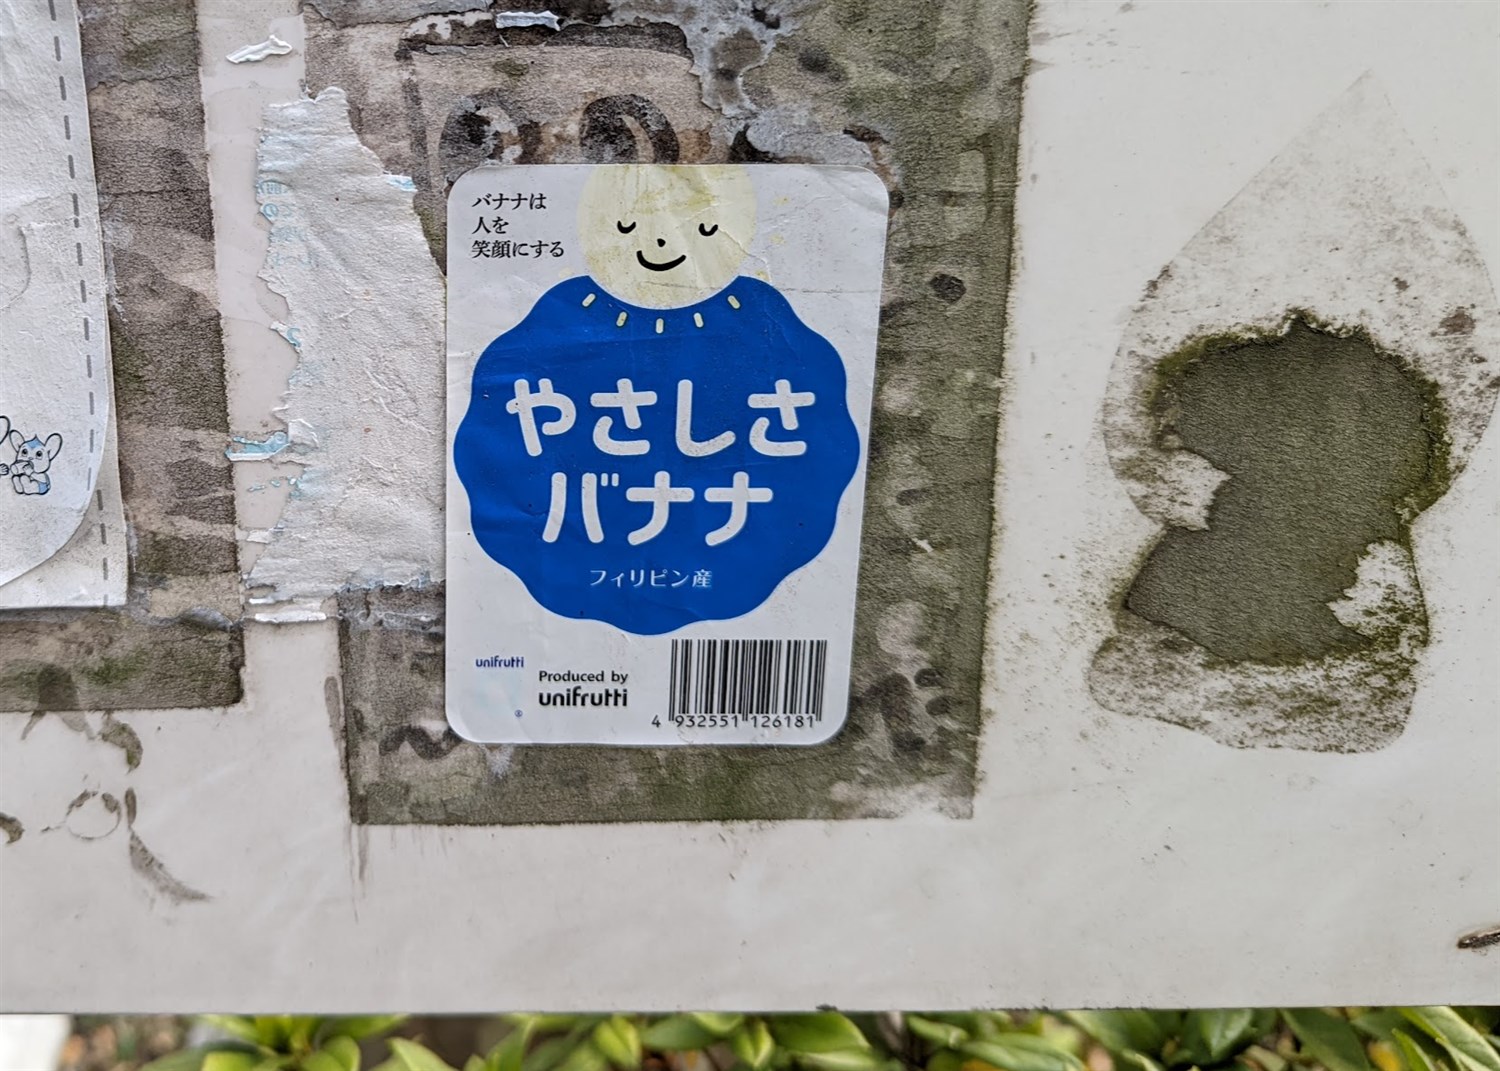 バナナは
人を
笑顔にする
やさしさ
バナナ
フィリピン産
unifrutti
Produced by
unifrutti
®
4 932551 126181